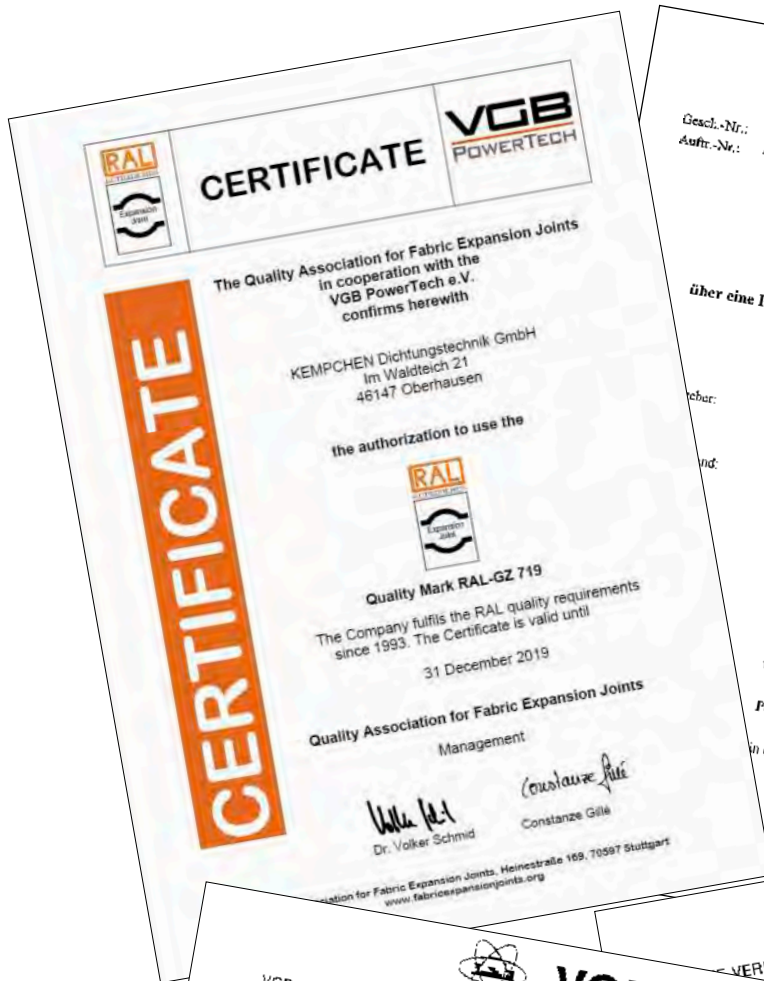 RAL
Expansion
Joint
CERTIFICATE
VGB
POWERTECH
CERTIFICATE
The Quality Association for Fabric Expansion Joints
in cooperation with the
VGB PowerTech e.V.
confirms herewith
KEMPCHEN Dichtungstechnik GmbH
Im Waldteich 21
46147 Oberhausen
the authorization to use the
RAL
Expansion
Joint
Quality Mark RAL-GZ 719
The Company fulfils the RAL quality requirements
since 1993. The Certificate is valid until
31 December 2019
Quality Association for Fabric Expansion Joints
Management
Dr. Volker Schmid
Constanze Gillé
for Fabric Expansion Joints, Heinestraße 169, 70597 Stuttgart
www.fabricexpansionjoints.org
Gesch.-Nr.:
Auftr.-Nr.:
über eine